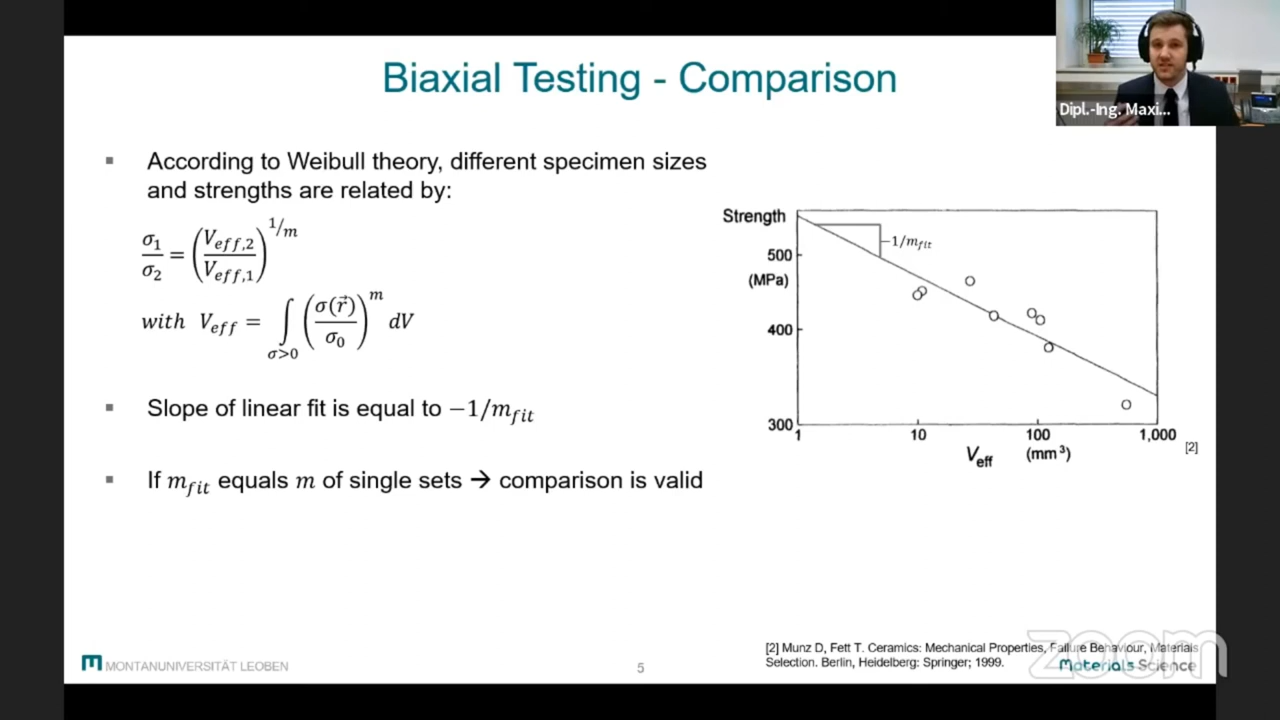 Biaxial Testing - Comparison
Dipl.-Ing. Maxi...
▪ According to Weibull theory, different specimen sizes
and strengths are related by:
σ₁/σ₂ = (V_eff,2/V_eff,1)^1/m
with V_eff = ∫_σ>0 (σ(r⃗)/σ₀)^m dV
▪ Slope of linear fit is equal to −1/m_fit
▪ If m_fit equals m of single sets → comparison is valid
Strength
(MPa)
500
400
300
−1/m_fit
1 10 100 1,000
V_eff (mm³)
[2]
[2] Munz D, Fett T. Ceramics: Mechanical Properties, Failure Behaviour, Materials
Selection. Berlin, Heidelberg: Springer; 1999.
MONTANUNIVERSITÄT LEOBEN
5
Materials Science
zoom